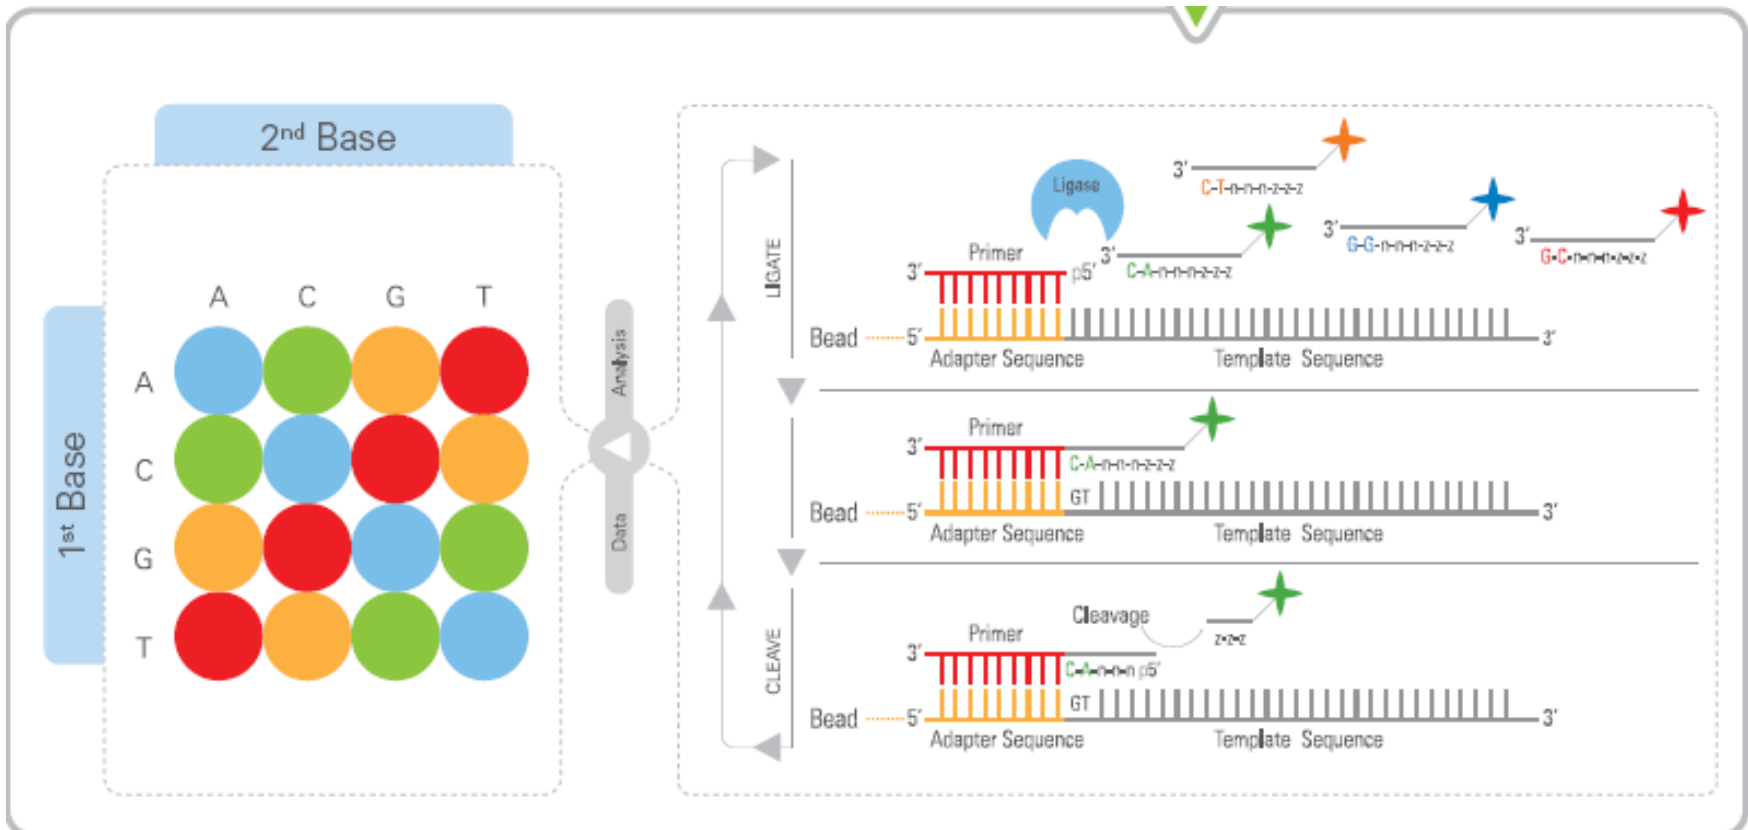 2nd Base
1st Base
A C G T
A
C
G
T
Data Analysis
LIGATE
Ligase
3' C-T-n-n-n-z-z-z
3' G-G-n-n-n-z-z-z
3' G-C-n-n-n-z-z-z
3' C-A-n-n-n-z-z-z
Primer
3' p5'
Bead 5' 3'
Adapter Sequence Template Sequence
Primer
3'
C-A-n-n-n-z-z-z
GT
Bead 5' 3'
Adapter Sequence Template Sequence
CLEAVE
Cleavage
z-z-z
Primer
3'
C-A-n-n-n p5'
GT
Bead 5' 3'
Adapter Sequence Template Sequence